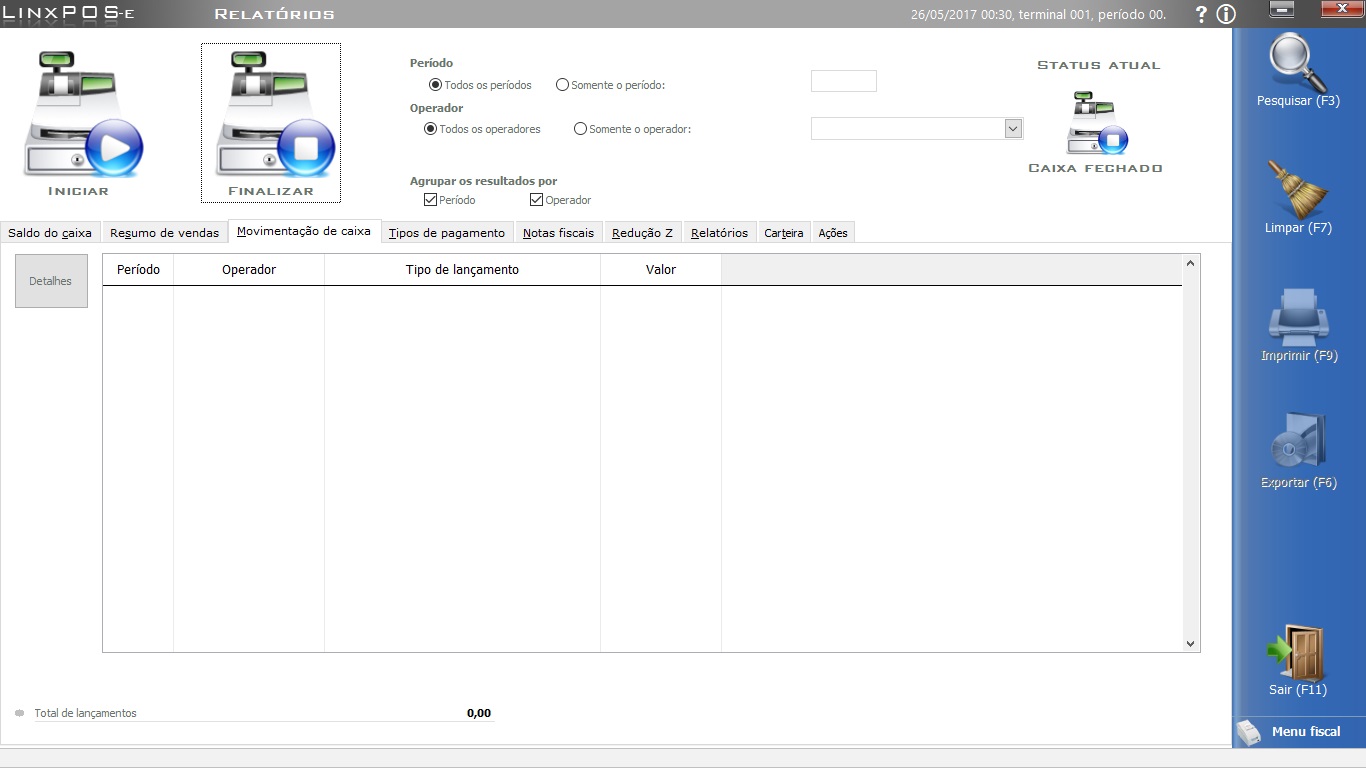 LinxPOS-e
Relatórios
26/05/2017 00:30, terminal 001, período 00.
Iniciar
Finalizar
Período
Todos os períodos
Somente o período:
Operador
Todos os operadores
Somente o operador:
Agrupar os resultados por
Período
Operador
Status atual
Caixa fechado
Saldo do caixa
Resumo de vendas
Movimentação de caixa
Tipos de pagamento
Notas fiscais
Redução Z
Relatórios
Carteira
Ações
Detalhes
Período
Operador
Tipo de lançamento
Valor
Total de lançamentos
0,00
Pesquisar (F3)
Limpar (F7)
Imprimir (F9)
Exportar (F6)
Sair (F11)
Menu fiscal